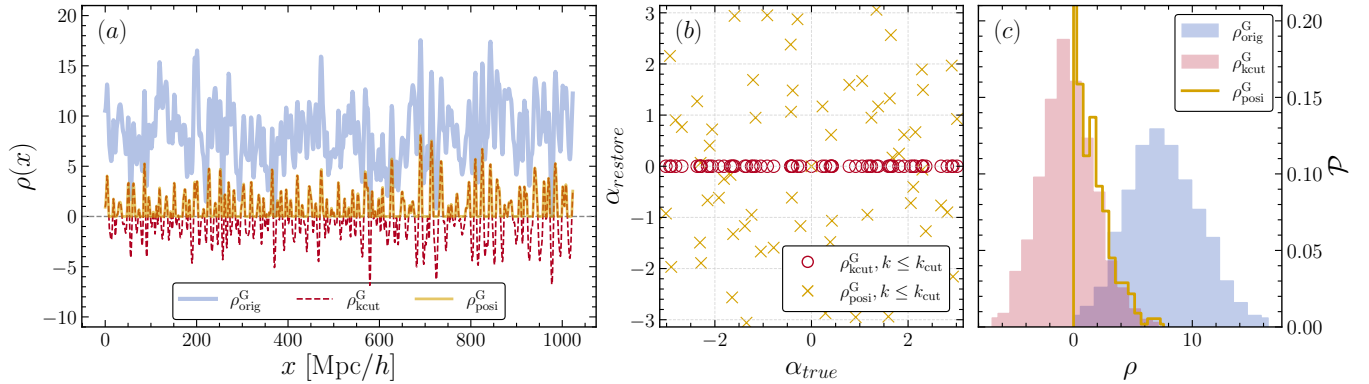 (a)
20
15
10
5
0
−5
−10
ρ(x)
0 200 400 600 800 1000
x [Mpc/h]
ρ^G_orig ρ^G_kcut ρ^G_posi
(b)
3
2
1
0
−1
−2
−3
α_restore
−2 0 2
α_true
ρ^G_kcut, k ≤ k_cut
ρ^G_posi, k ≤ k_cut
(c)
ρ^G_orig
ρ^G_kcut
ρ^G_posi
0 10
ρ
0.20
0.15
0.10
0.05
0.00
𝒫